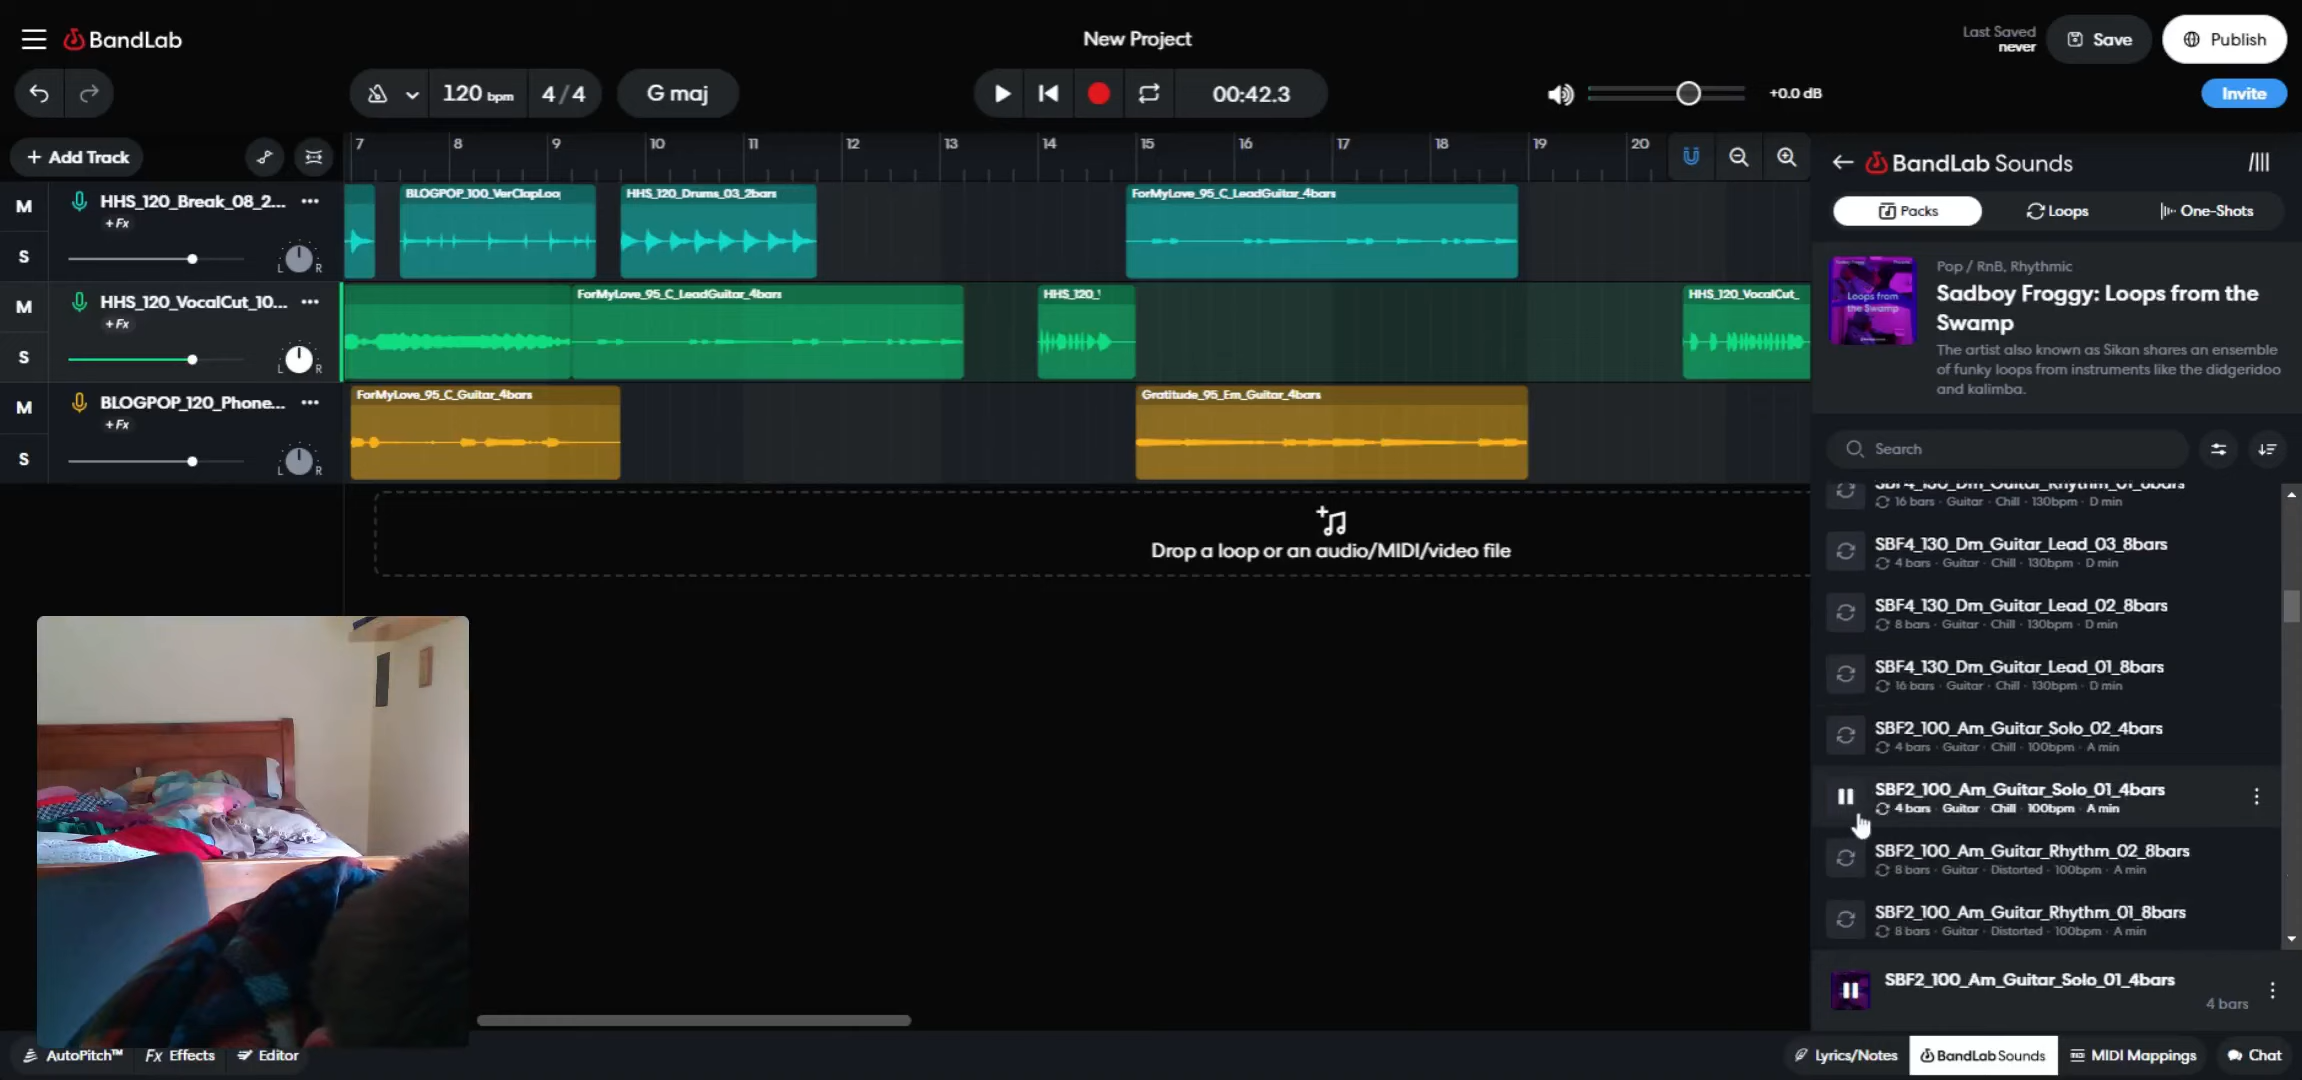 BandLab
New Project
Last Saved
never
Save
Publish
120 bpm
4/4
G maj
00:42.3
+0.0 dB
Invite
+ Add Track
7 8 9 10 11 12 13 14 15 16 17 18 19 20
BandLab Sounds
Packs
Loops
One-Shots
M
HHS_120_Break_08_2...
+Fx
S
L R
BLOGPOP_100_VerClapLoo
HHS_120_Drums_03_2bars
ForMyLove_95_C_LeadGuitar_4bars
M
HHS_120_VocalCut_10...
+Fx
S
L R
ForMyLove_95_C_LeadGuitar_4bars
HHS_120_
HHS_120_VocalCut_
M
BLOGPOP_120_Phone...
+Fx
S
L R
ForMyLove_95_C_Guitar_4bars
Gratitude_95_Em_Guitar_4bars
Drop a loop or an audio/MIDI/video file
Loops from
the Swamp
Pop / RnB, Rhythmic
Sadboy Froggy: Loops from the
Swamp
The artist also known as Sikan shares an ensemble
of funky loops from instruments like the didgeridoo
and kalimba.
Search
SBF4_130_Dm_Guitar_Rhythm_01_8bars
16 bars · Guitar · Chill · 130bpm · D min
SBF4_130_Dm_Guitar_Lead_03_8bars
4 bars · Guitar · Chill · 130bpm · D min
SBF4_130_Dm_Guitar_Lead_02_8bars
8 bars · Guitar · Chill · 130bpm · D min
SBF4_130_Dm_Guitar_Lead_01_8bars
16 bars · Guitar · Chill · 130bpm · D min
SBF2_100_Am_Guitar_Solo_02_4bars
4 bars · Guitar · Chill · 100bpm · A min
SBF2_100_Am_Guitar_Solo_01_4bars
4 bars · Guitar · Chill · 100bpm · A min
SBF2_100_Am_Guitar_Rhythm_02_8bars
8 bars · Guitar · Distorted · 100bpm · A min
SBF2_100_Am_Guitar_Rhythm_01_8bars
8 bars · Guitar · Distorted · 100bpm · A min
SBF2_100_Am_Guitar_Solo_01_4bars
4 bars
AutoPitch™
Fx Effects
Editor
Lyrics/Notes
BandLab Sounds
MIDI Mappings
Chat